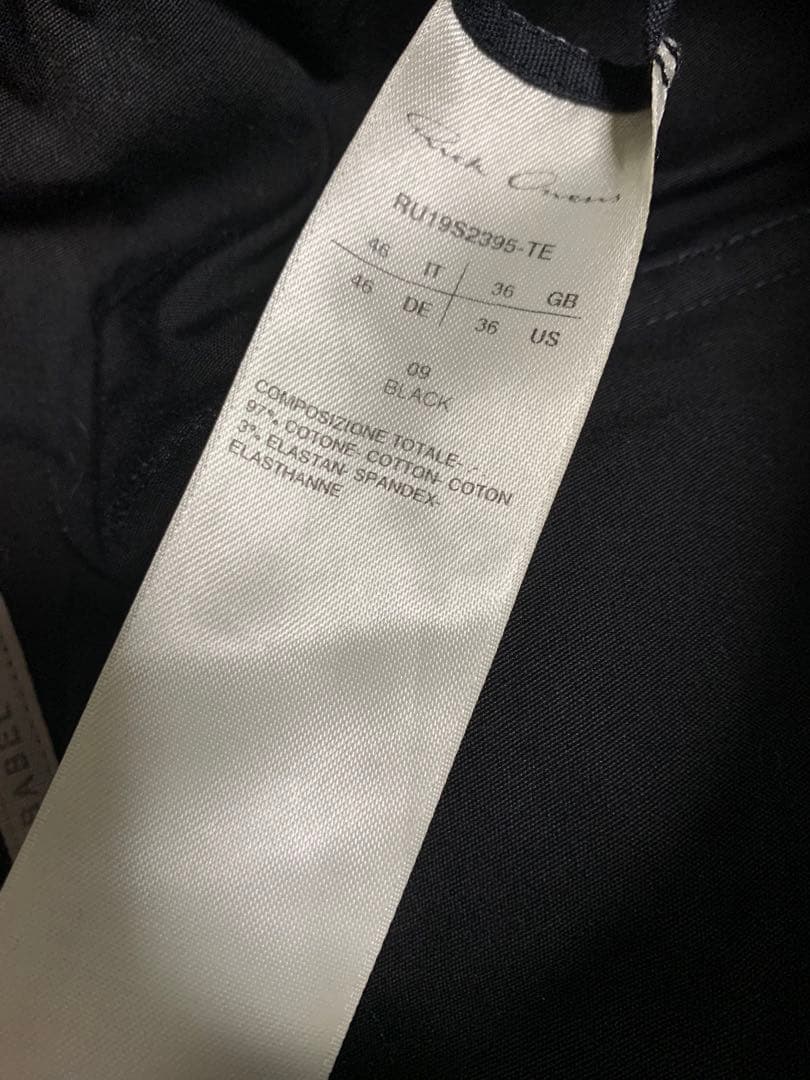 Rick Owens
RU19S2395-TE
46 IT 36 GB
46 DE 36 US
09
BLACK
COMPOSIZIONE TOTALE- -
97% COTONE- COTTON- COTON
3% ELASTAN- SPANDEX-
ELASTHANNE
BABEL